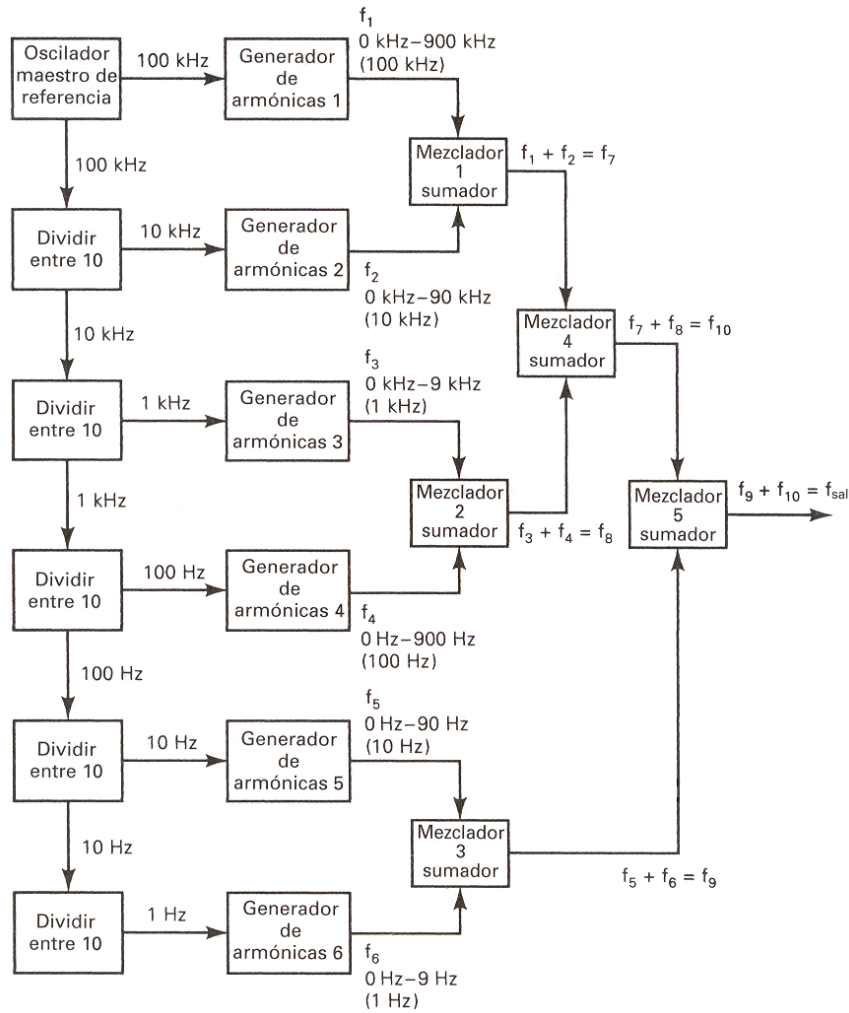 Oscilador
maestro de
referencia
100 kHz
Generador
de
armónicas 1
f1
0 kHz–900 kHz
(100 kHz)
Mezclador
1
sumador
f1 + f2 = f7
100 kHz
Dividir
entre 10
10 kHz
Generador
de
armónicas 2
f2
0 kHz–90 kHz
(10 kHz)
Mezclador
4
sumador
f7 + f8 = f10
10 kHz
Dividir
entre 10
1 kHz
Generador
de
armónicas 3
f3
0 kHz–9 kHz
(1 kHz)
Mezclador
2
sumador
f3 + f4 = f8
Mezclador
5
sumador
f9 + f10 = fsal
1 kHz
Dividir
entre 10
100 Hz
Generador
de
armónicas 4
f4
0 Hz–900 Hz
(100 Hz)
100 Hz
Dividir
entre 10
10 Hz
Generador
de
armónicas 5
f5
0 Hz–90 Hz
(10 Hz)
Mezclador
3
sumador
f5 + f6 = f9
10 Hz
Dividir
entre 10
1 Hz
Generador
de
armónicas 6
f6
0 Hz–9 Hz
(1 Hz)